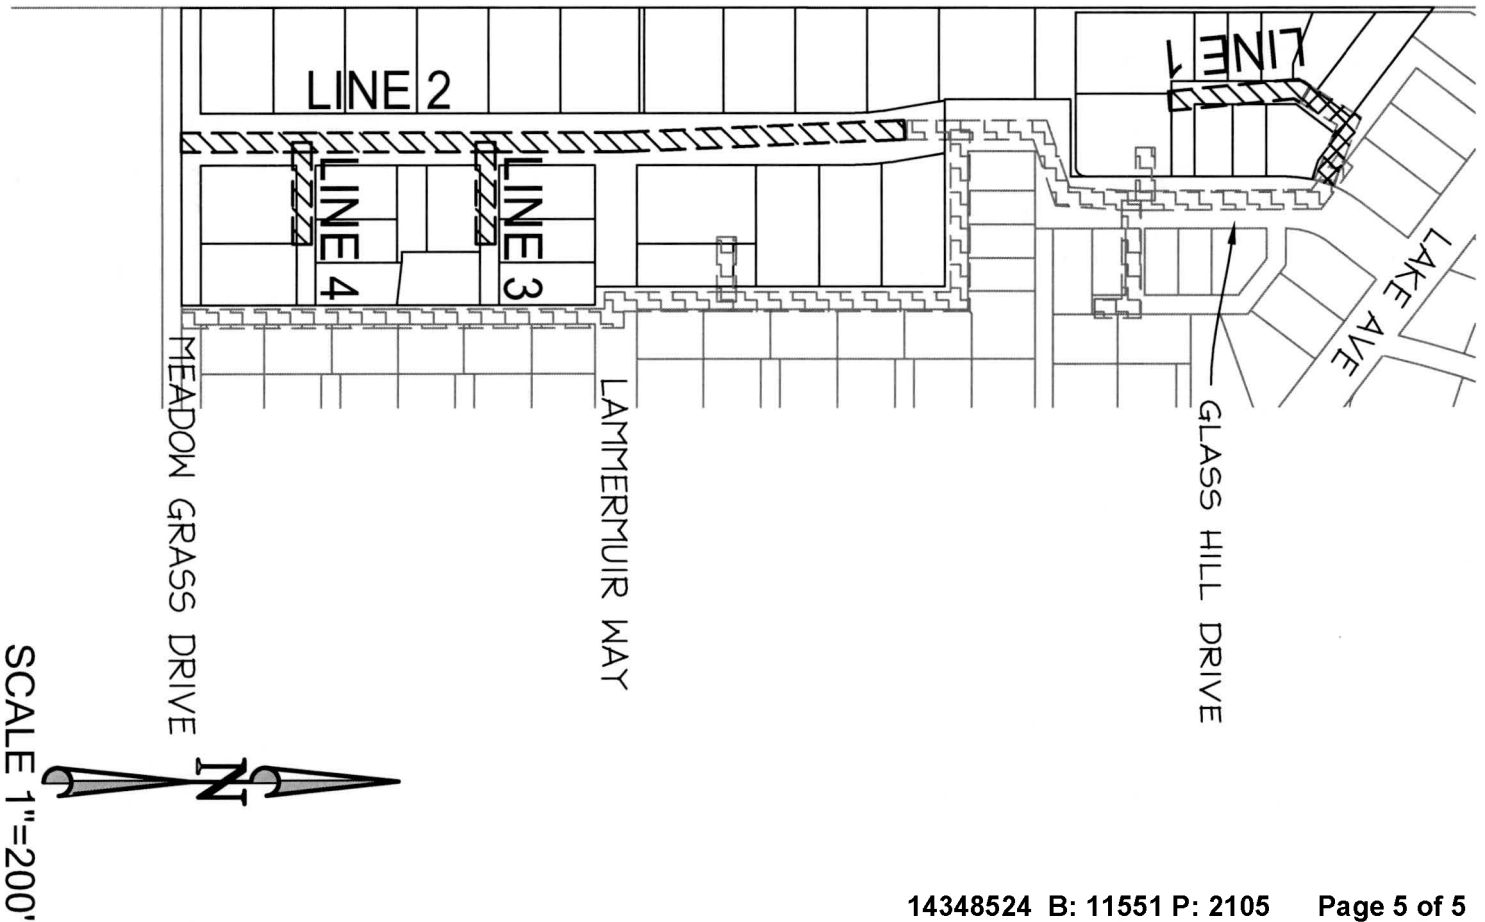 LINE 1
LINE 2
LINE 3
LINE 4
LAKE AVE
GLASS HILL DRIVE
LAMMERMUIR WAY
MEADOW GRASS DRIVE
N
SCALE 1"=200'
14348524 B: 11551 P: 2105 Page 5 of 5